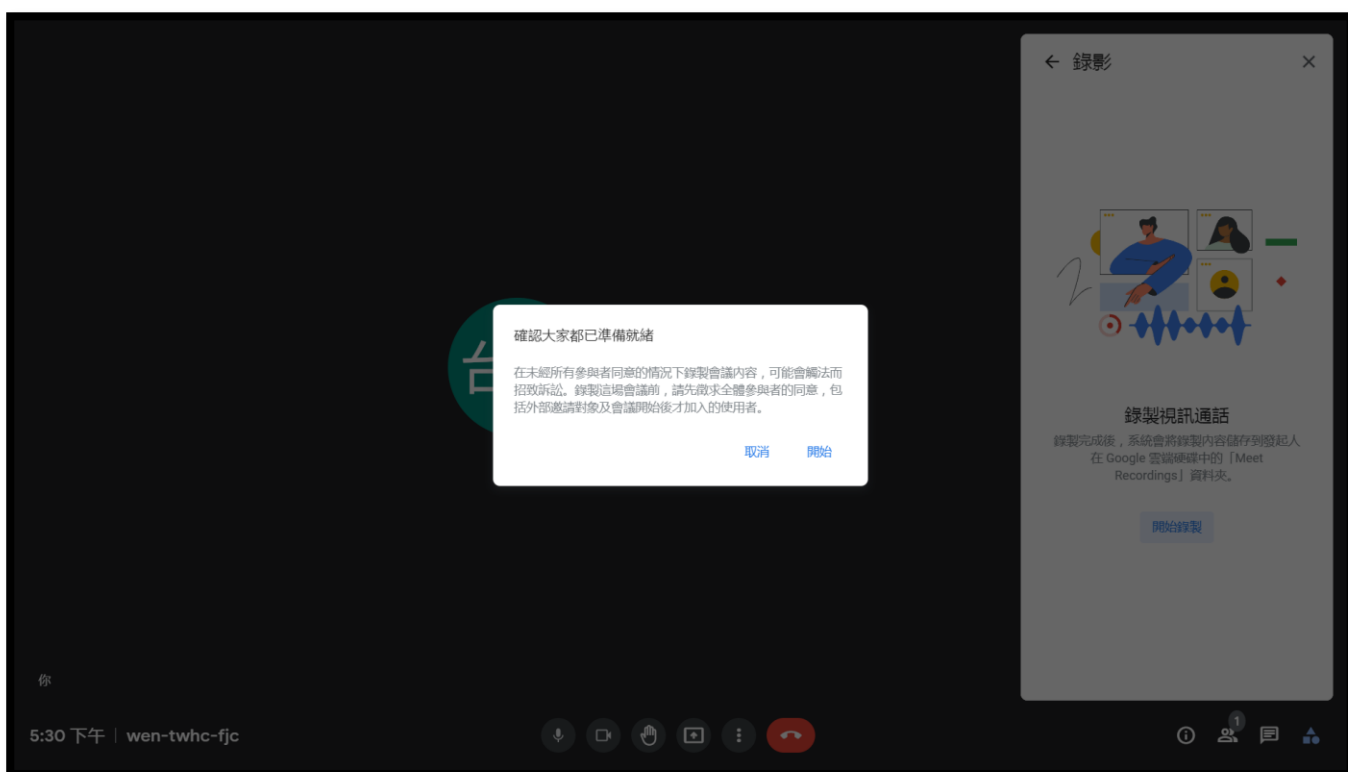 錄影
確認大家都已準備就緒
在未經所有參與者同意的情況下錄製會議內容，可能會觸法而
招致訴訟。錄製這場會議前，請先徵求全體參與者的同意，包
括外部邀請對象及會議開始後才加入的使用者。
取消 開始
錄製視訊通話
錄製完成後，系統會將錄製內容儲存到發起人
在 Google 雲端硬碟中的「Meet
Recordings」資料夾。
開始錄製
你
5:30 下午 | wen-twhc-fjc
1